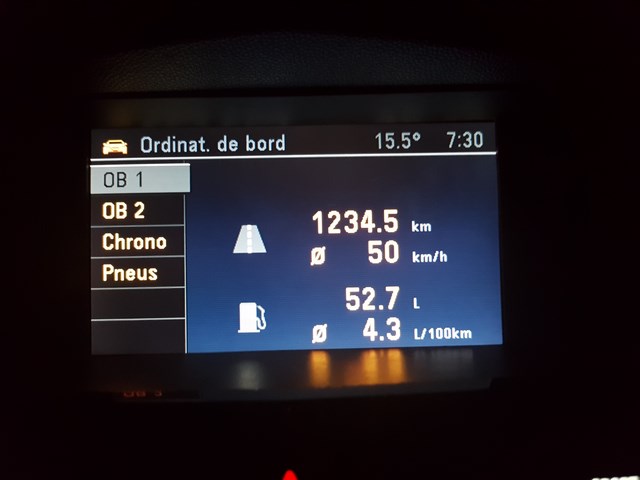 Ordinat. de bord 15.5° 7:30
OB 1
OB 2
Chrono
Pneus
1234.5 km
Ø 50 km/h
52.7 L
Ø 4.3 L/100km